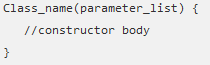 Class_name(parameter_list) {
//constructor body
}